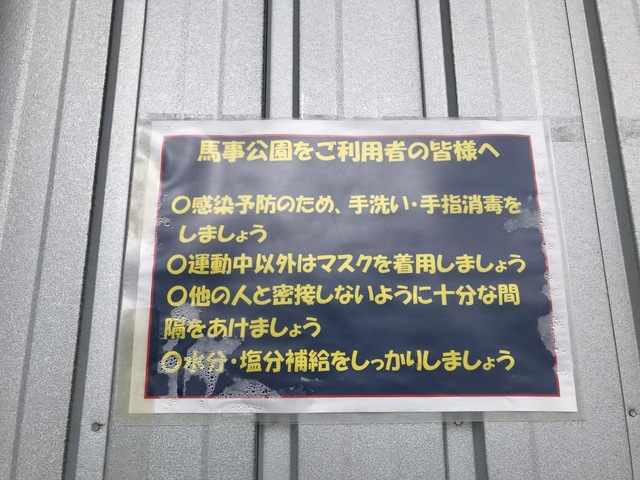 馬事公園をご利用者の皆様へ
〇感染予防のため、手洗い・手指消毒を
しましょう
〇運動中以外はマスクを着用しましょう
〇他の人と密接しないように十分な間
隔をあけましょう
〇水分・塩分補給をしっかりしましょう